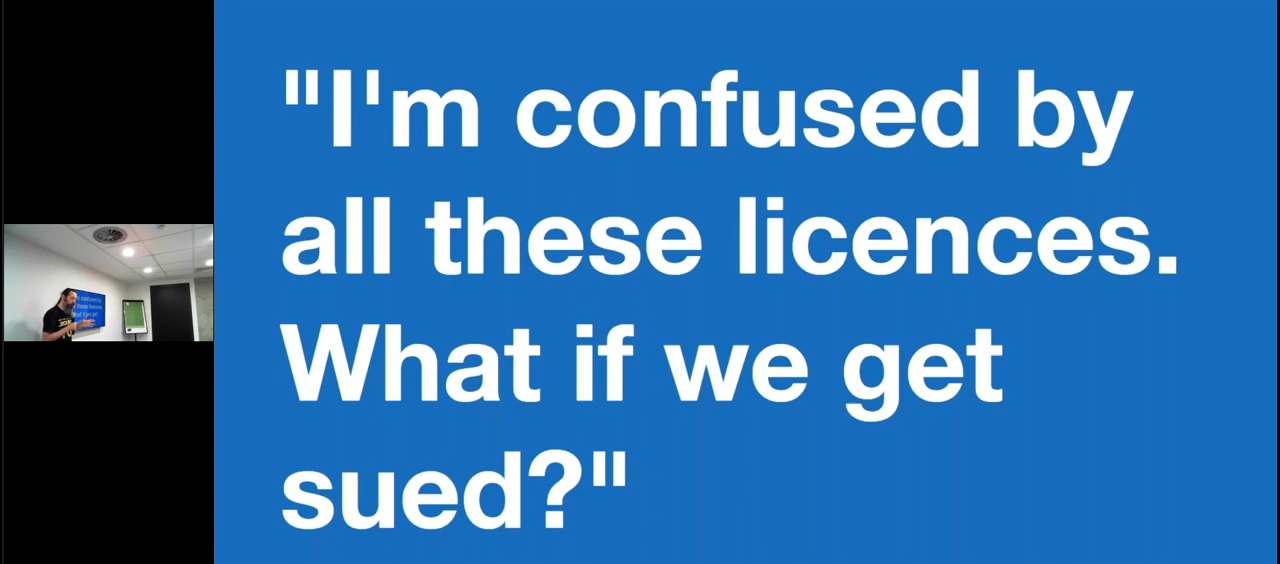 "I'm confused by
all these licences.
What if we get
sued?"